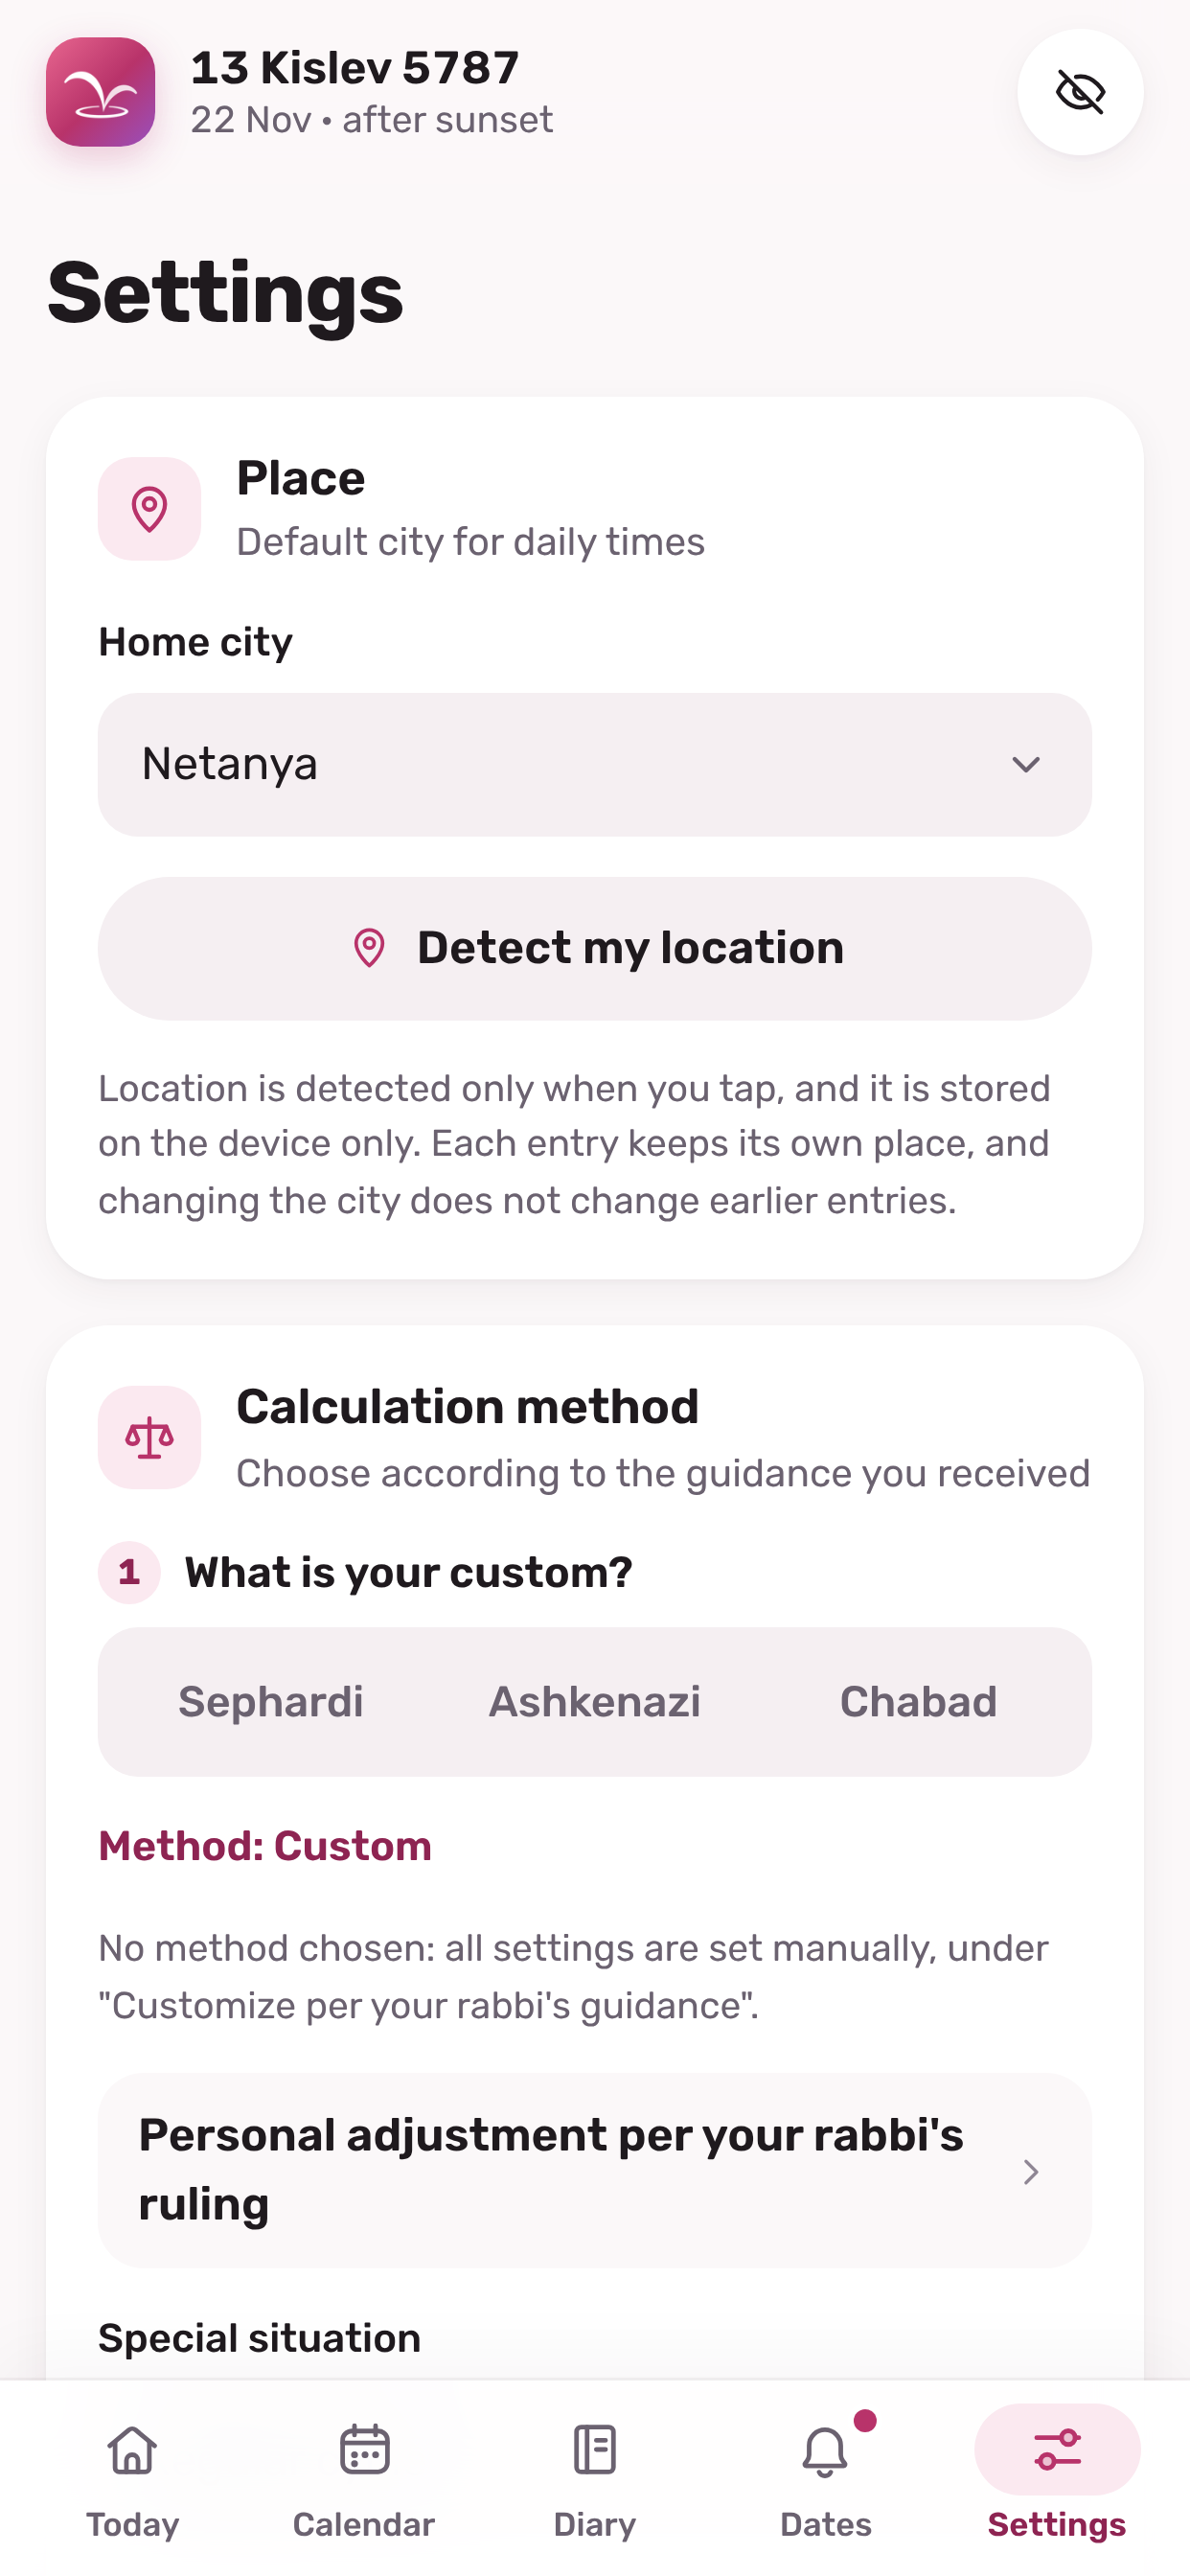 13 Kislev 5787
22 Nov • after sunset
Settings
Place
Default city for daily times
Home city
Netanya
Detect my location
Location is detected only when you tap, and it is stored
on the device only. Each entry keeps its own place, and
changing the city does not change earlier entries.
Calculation method
Choose according to the guidance you received
1 What is your custom?
Sephardi Ashkenazi Chabad
Method: Custom
No method chosen: all settings are set manually, under
"Customize per your rabbi's guidance".
Personal adjustment per your rabbi's
ruling
Special situation
Today Calendar Diary Dates Settings